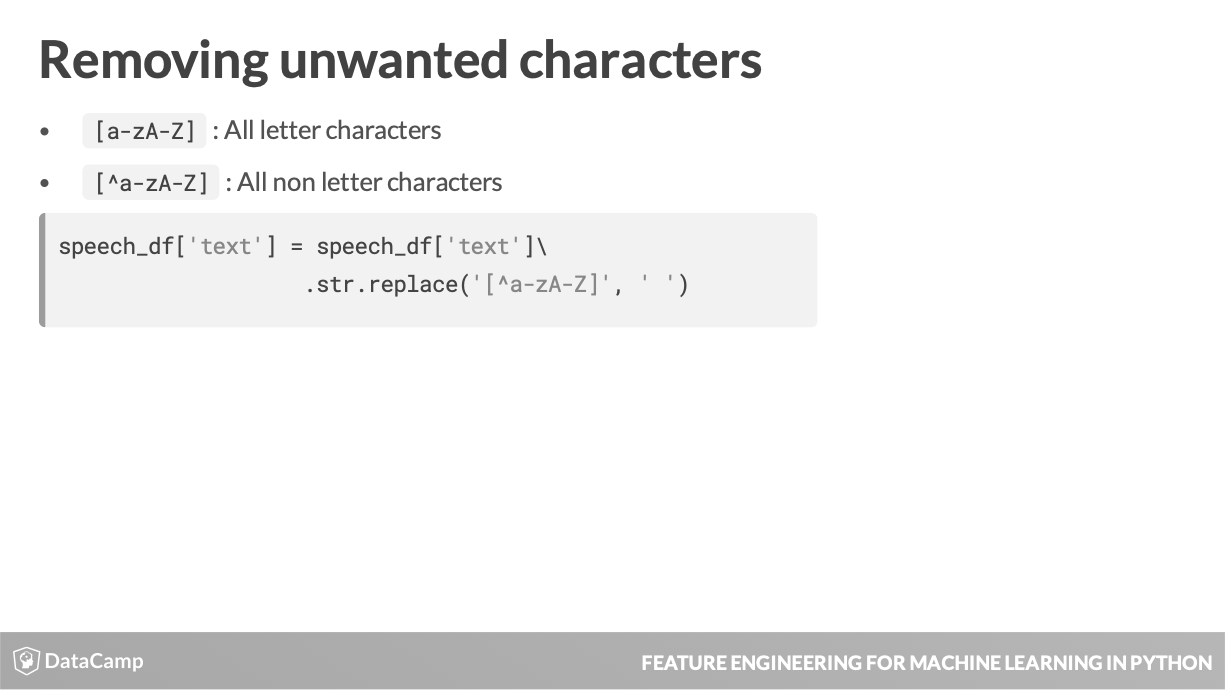 Removing unwanted characters
• [a-zA-Z] : All letter characters
• [^a-zA-Z] : All non letter characters
speech_df['text'] = speech_df['text']\
                   .str.replace('[^a-zA-Z]', ' ')
DataCamp
FEATURE ENGINEERING FOR MACHINE LEARNING IN PYTHON